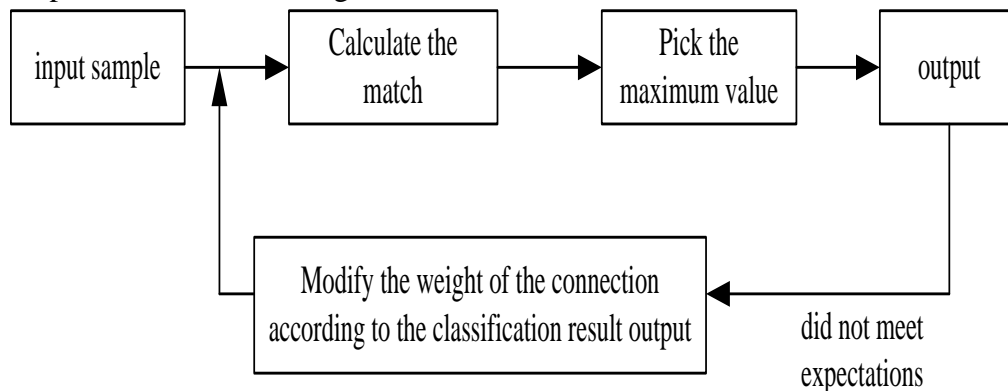 input sample
Calculate the
match
Pick the
maximum value
output
Modify the weight of the connection
according to the classification result output
did not meet
expectations